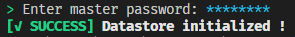 > Enter master password: ********
[√ SUCCESS] Datastore initialized !